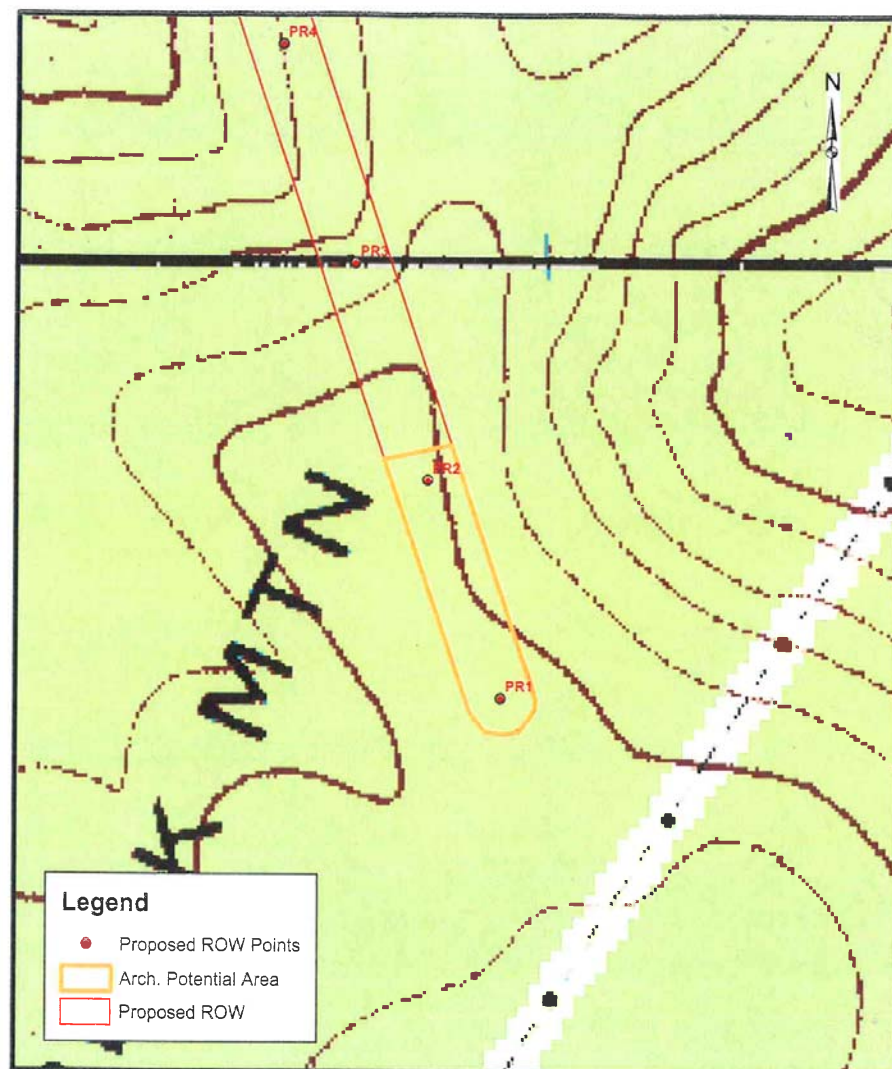 PR4
N
PR3
PR2
PR1
K MTN
Legend
Proposed ROW Points
Arch. Potential Area
Proposed ROW